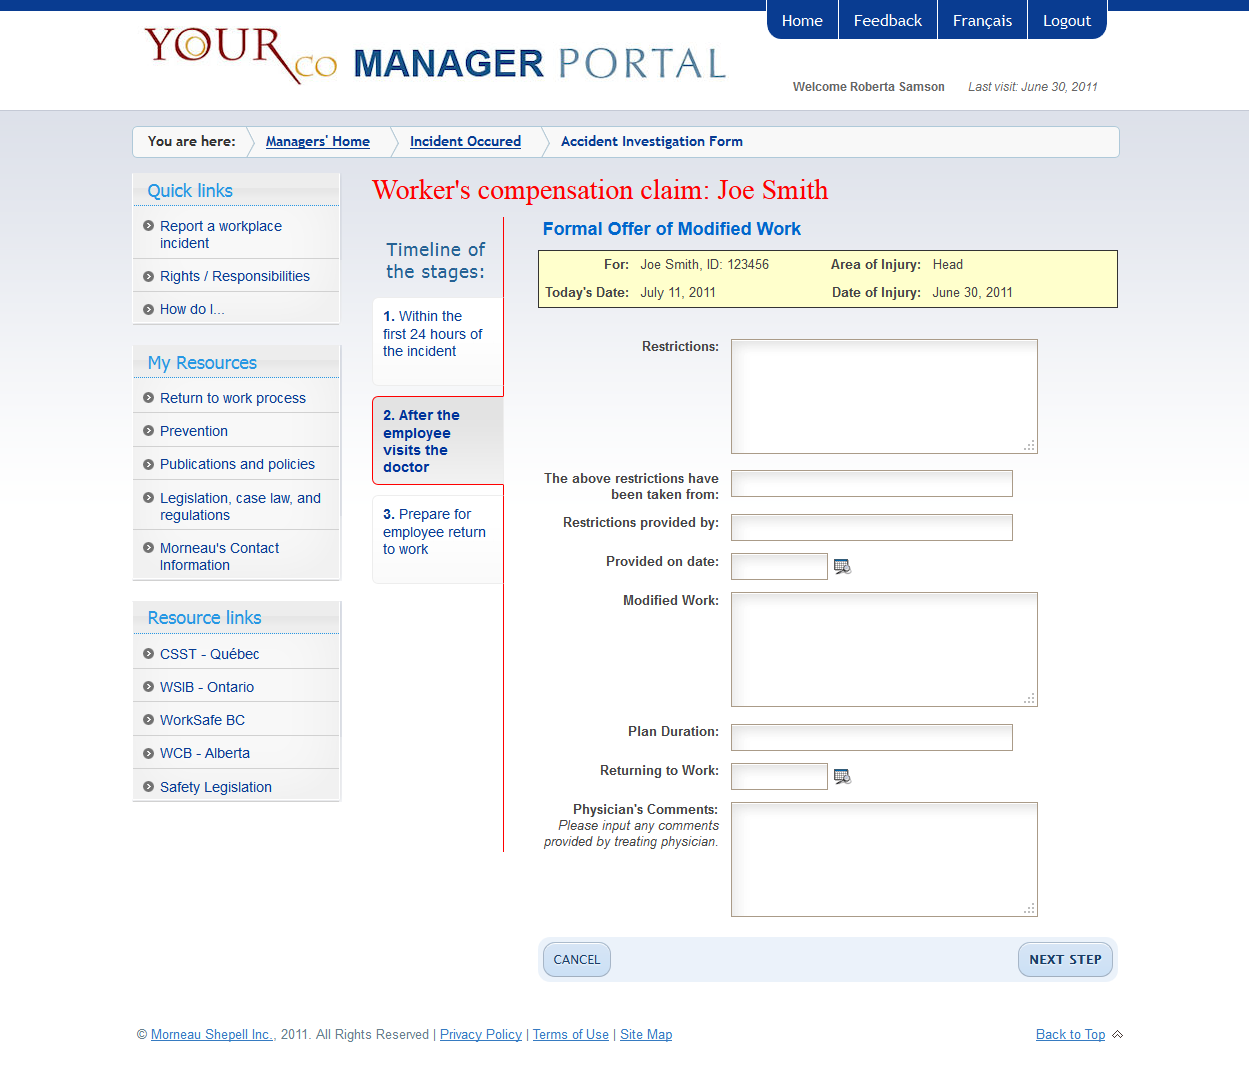 Home Feedback Français Logout
YOUR CO MANAGER PORTAL
Welcome Roberta Samson Last visit: June 30, 2011
You are here: Managers' Home Incident Occured Accident Investigation Form
Quick links
Report a workplace
incident
Rights / Responsibilities
How do I...
My Resources
Return to work process
Prevention
Publications and policies
Legislation, case law, and
regulations
Morneau's Contact
Information
Resource links
CSST - Québec
WSIB - Ontario
WorkSafe BC
WCB - Alberta
Safety Legislation
Worker's compensation claim: Joe Smith
Timeline of
the stages:
1. Within the
first 24 hours of
the incident
2. After the
employee
visits the
doctor
3. Prepare for
employee return
to work
Formal Offer of Modified Work
For: Joe Smith, ID: 123456 Area of Injury: Head
Today's Date: July 11, 2011 Date of Injury: June 30, 2011
Restrictions:
The above restrictions have
been taken from:
Restrictions provided by:
Provided on date:
Modified Work:
Plan Duration:
Returning to Work:
Physician's Comments:
Please input any comments
provided by treating physician.
CANCEL NEXT STEP
© Morneau Shepell Inc., 2011. All Rights Reserved | Privacy Policy | Terms of Use | Site Map Back to Top